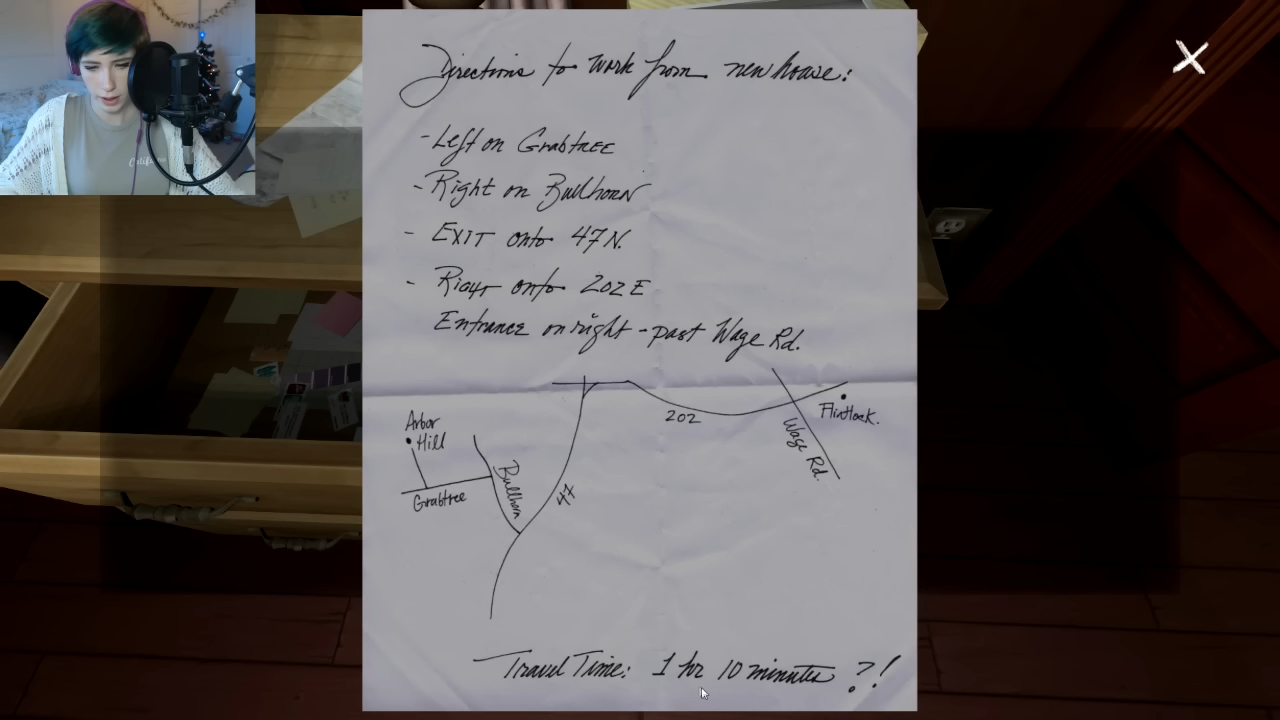 Directions to work from new house:
- Left on Grabtree
- Right on Bullhorn
- Exit onto 47 N.
- Right onto 202 E
Entrance on right - past Wage Rd.
202
Flintlock.
Arbor
Hill
Wage Rd.
Bullhorn
47
Grabtree
Travel Time: 1 hr 10 minutes ?!